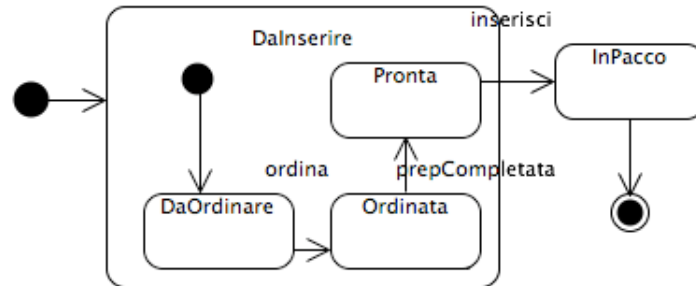 inserisci
DaInserire
InPacco
Pronta
ordina
prepCompletata
DaOrdinare
Ordinata